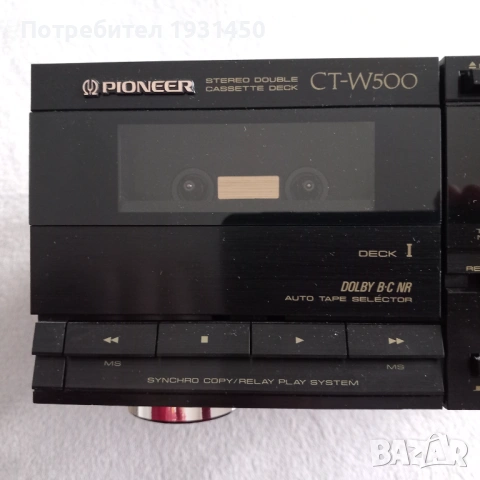 Потребител 1931450
PIONEER
STEREO DOUBLE
CASSETTE DECK
CT-W500
DECK I
DOLBY B·C NR
AUTO TAPE SELECTOR
MS
MS
SYNCHRO COPY/RELAY PLAY SYSTEM
RE
BAZAR